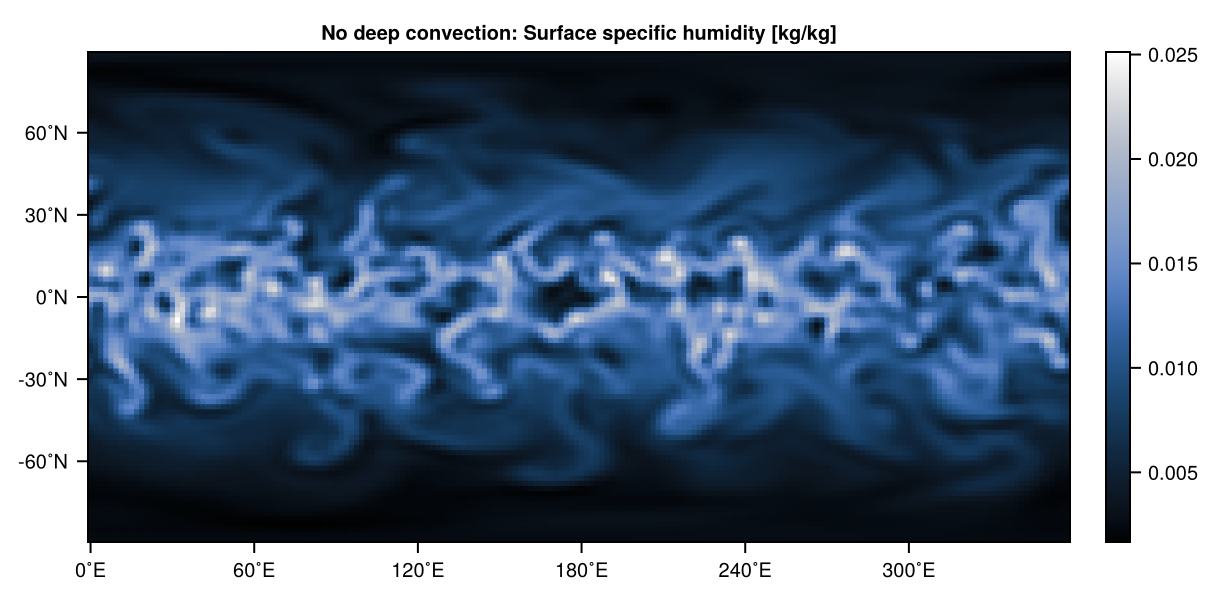 No deep convection: Surface specific humidity [kg/kg]
60˚N
30˚N
0˚N
-30˚N
-60˚N
0˚E
60˚E
120˚E
180˚E
240˚E
300˚E
0.025
0.020
0.015
0.010
0.005